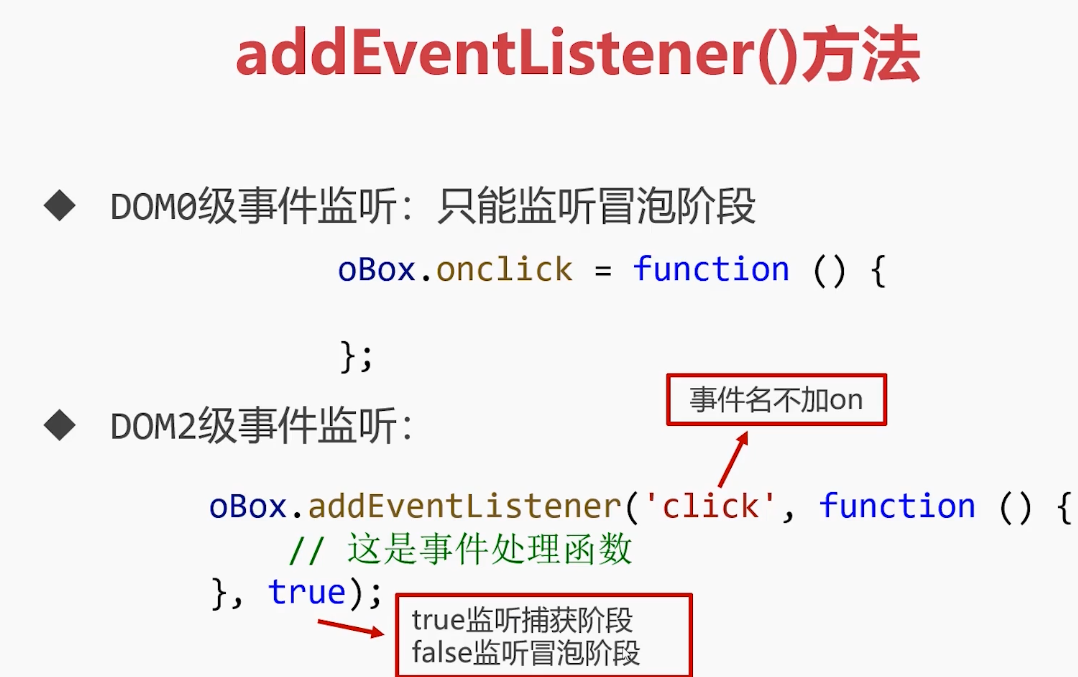 addEventListener()方法
◆ DOM0级事件监听：只能监听冒泡阶段
oBox.onclick = function () {
};
事件名不加on
◆ DOM2级事件监听：
oBox.addEventListener('click', function () {
// 这是事件处理函数
}, true);
true监听捕获阶段
false监听冒泡阶段